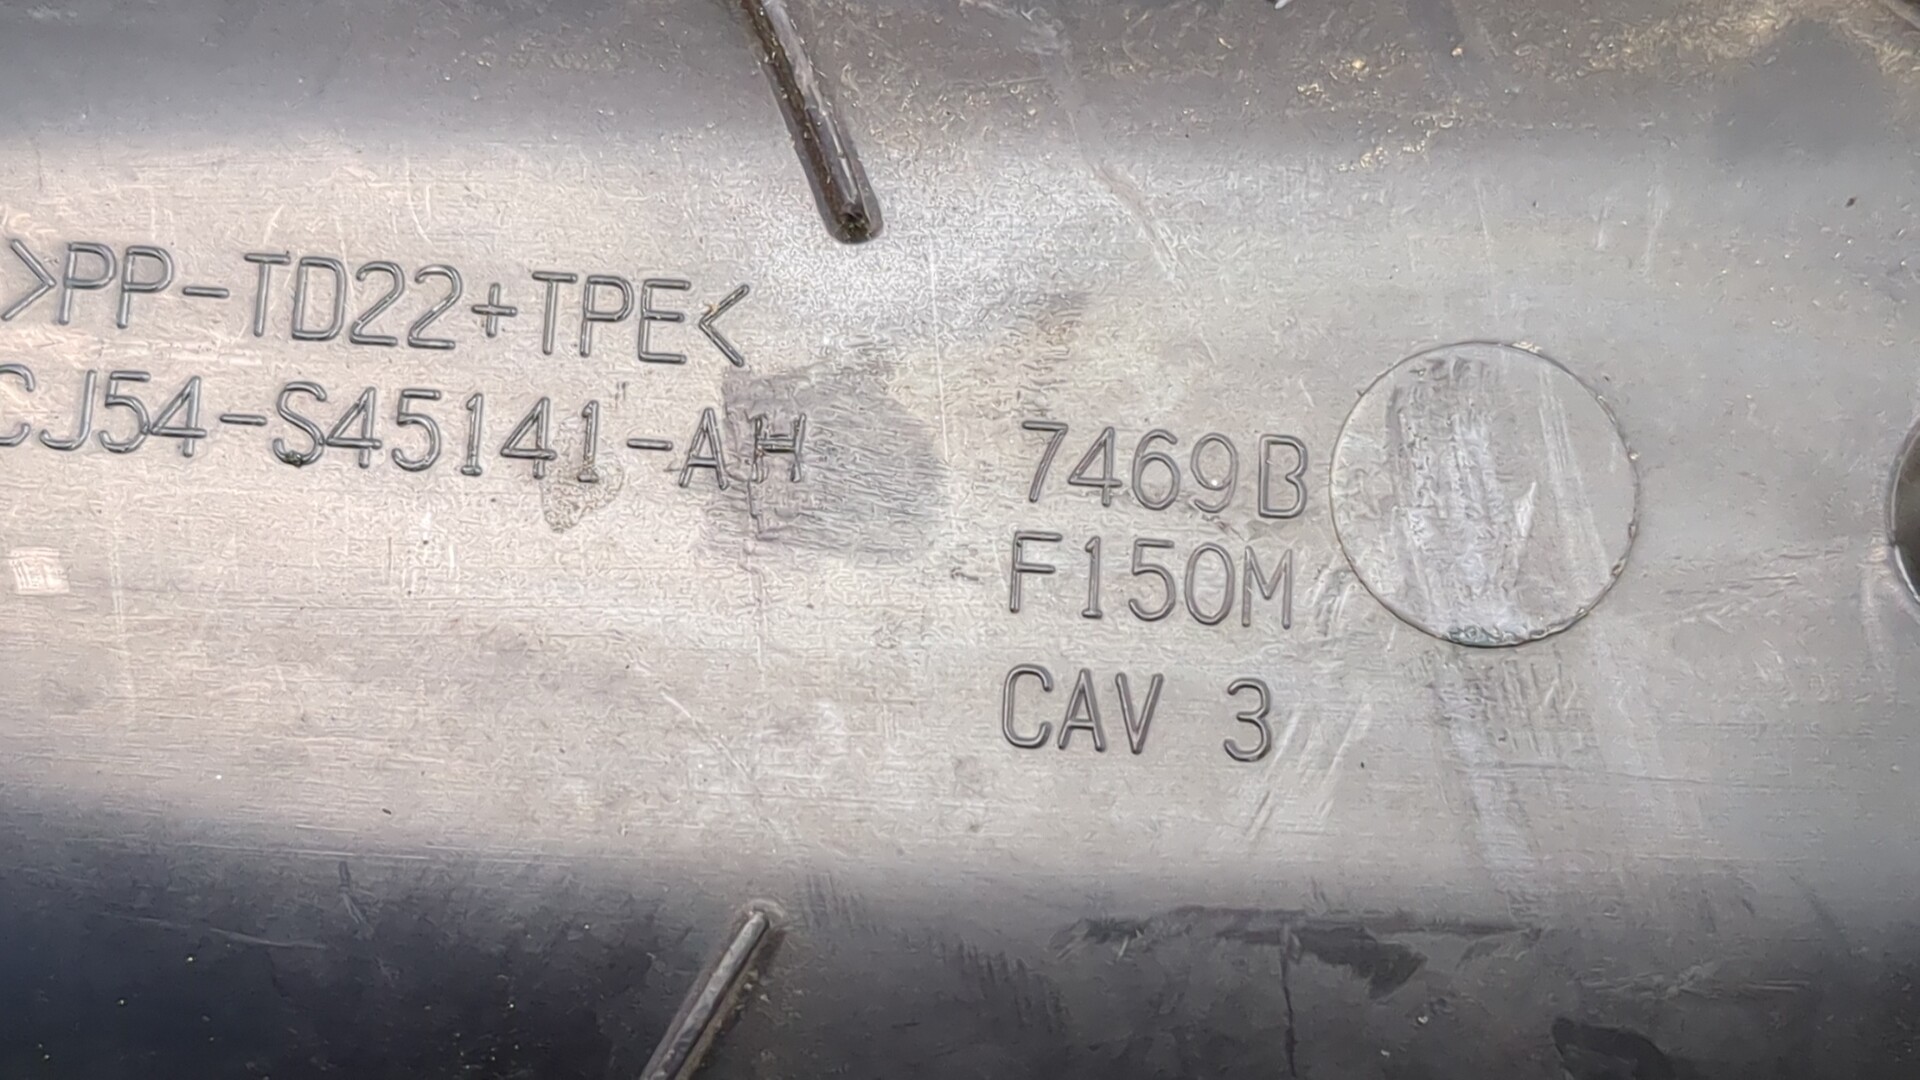 >PP-TD22+TPE<
CJ54-S45141-AH
7469B
F150M
CAV 3